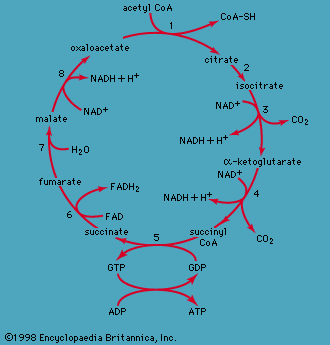 acetyl CoA
CoA-SH
1
oxaloacetate
citrate
2
8
NADH + H⁺
isocitrate
NAD⁺
NAD⁺
3
CO₂
malate
NADH + H⁺
7
H₂O
α-ketoglutarate
NAD⁺
fumarate
FADH₂
NADH + H⁺
4
6
FAD
succinate
succinyl
CoA
5
CO₂
GTP
GDP
ADP
ATP
©1998 Encyclopaedia Britannica, Inc.